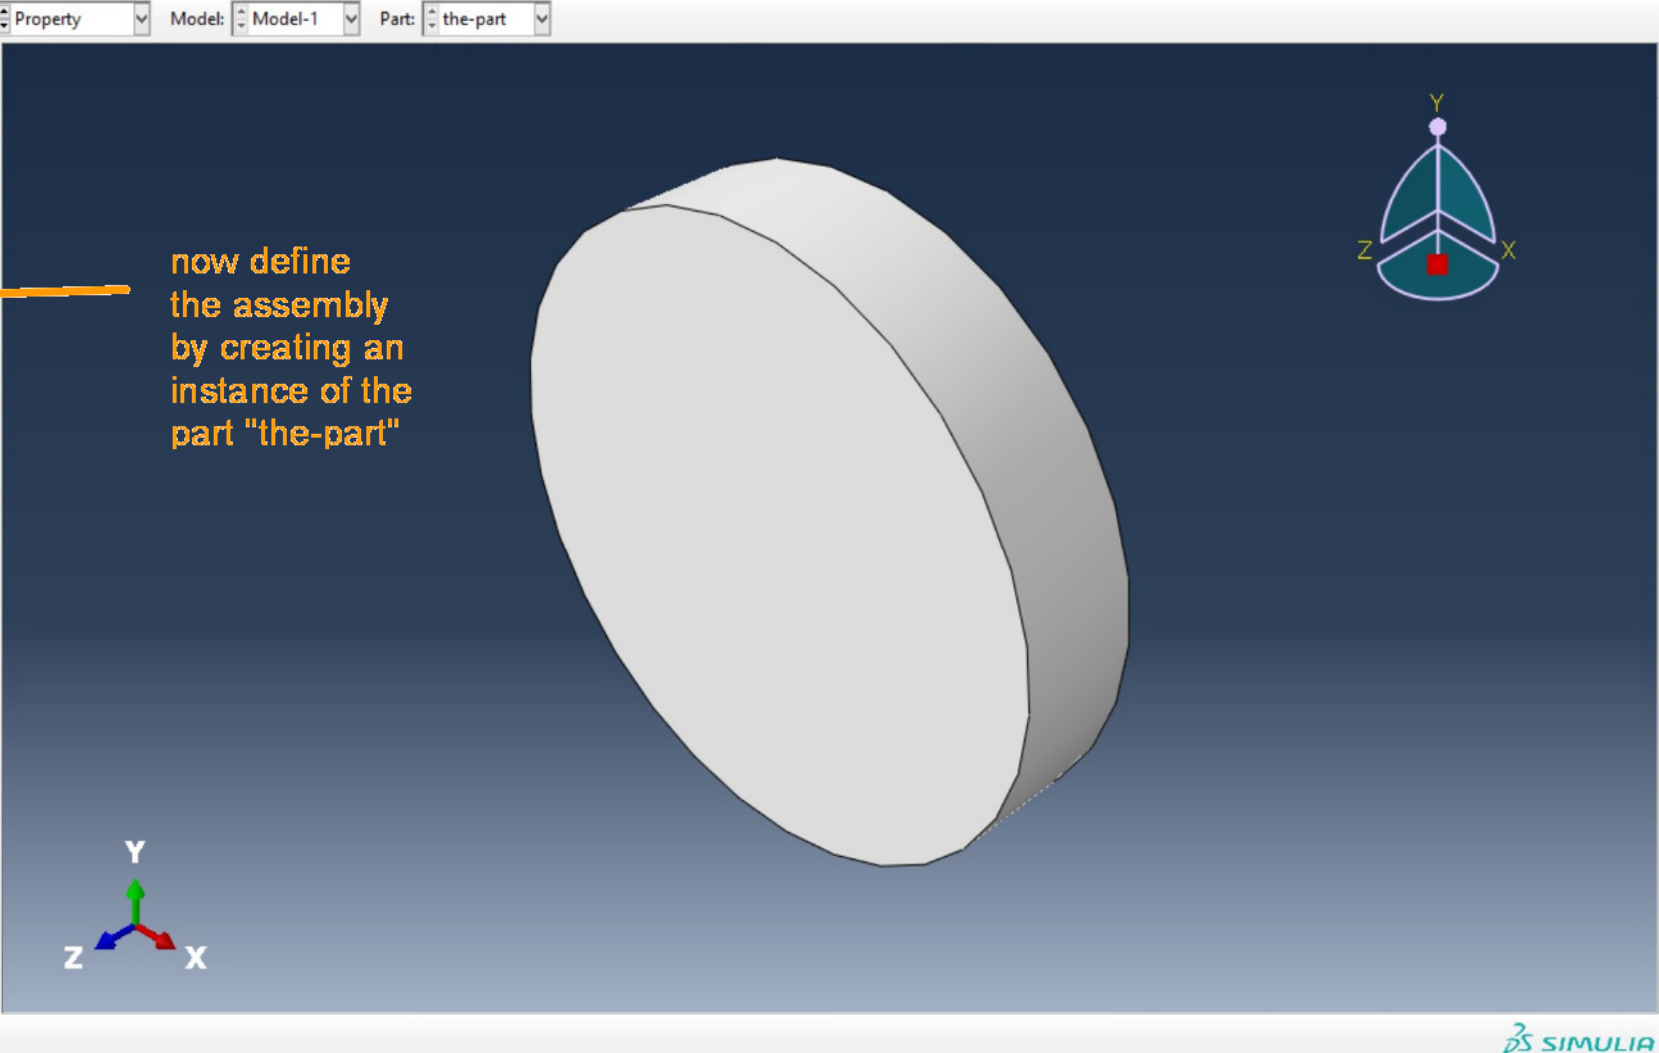 Property Model: Model-1 Part: the-part
Y
Z X
now define
the assembly
by creating an
instance of the
part "the-part"
Y
Z X
SIMULIA